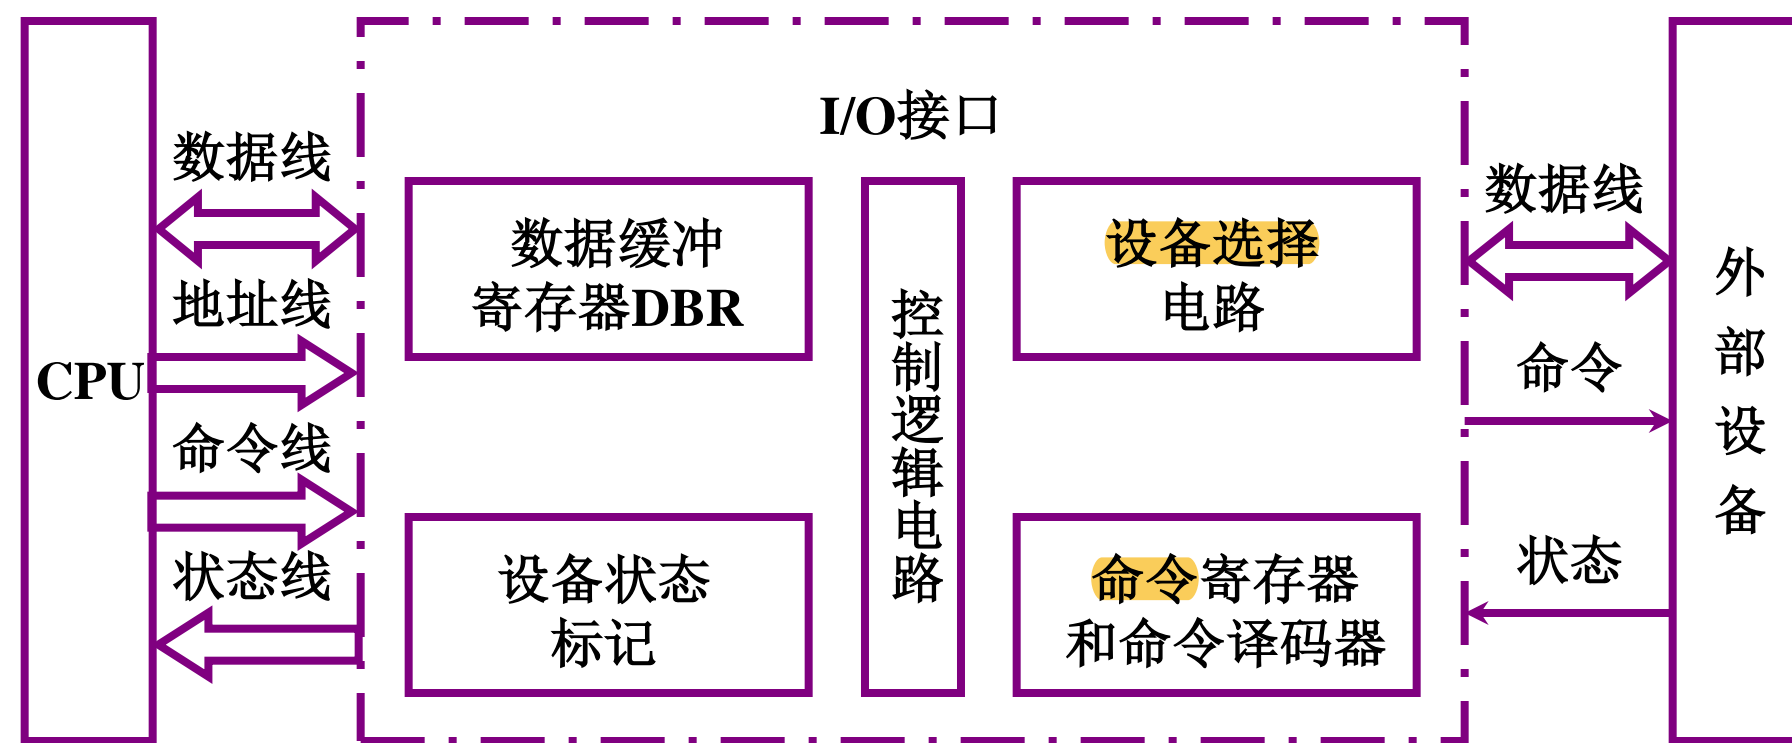 I/O接口
CPU
数据线
地址线
命令线
状态线
数据缓冲
寄存器DBR
设备状态
标记
控制逻辑电路
设备选择
电路
命令寄存器
和命令译码器
数据线
命令
状态
外部设备